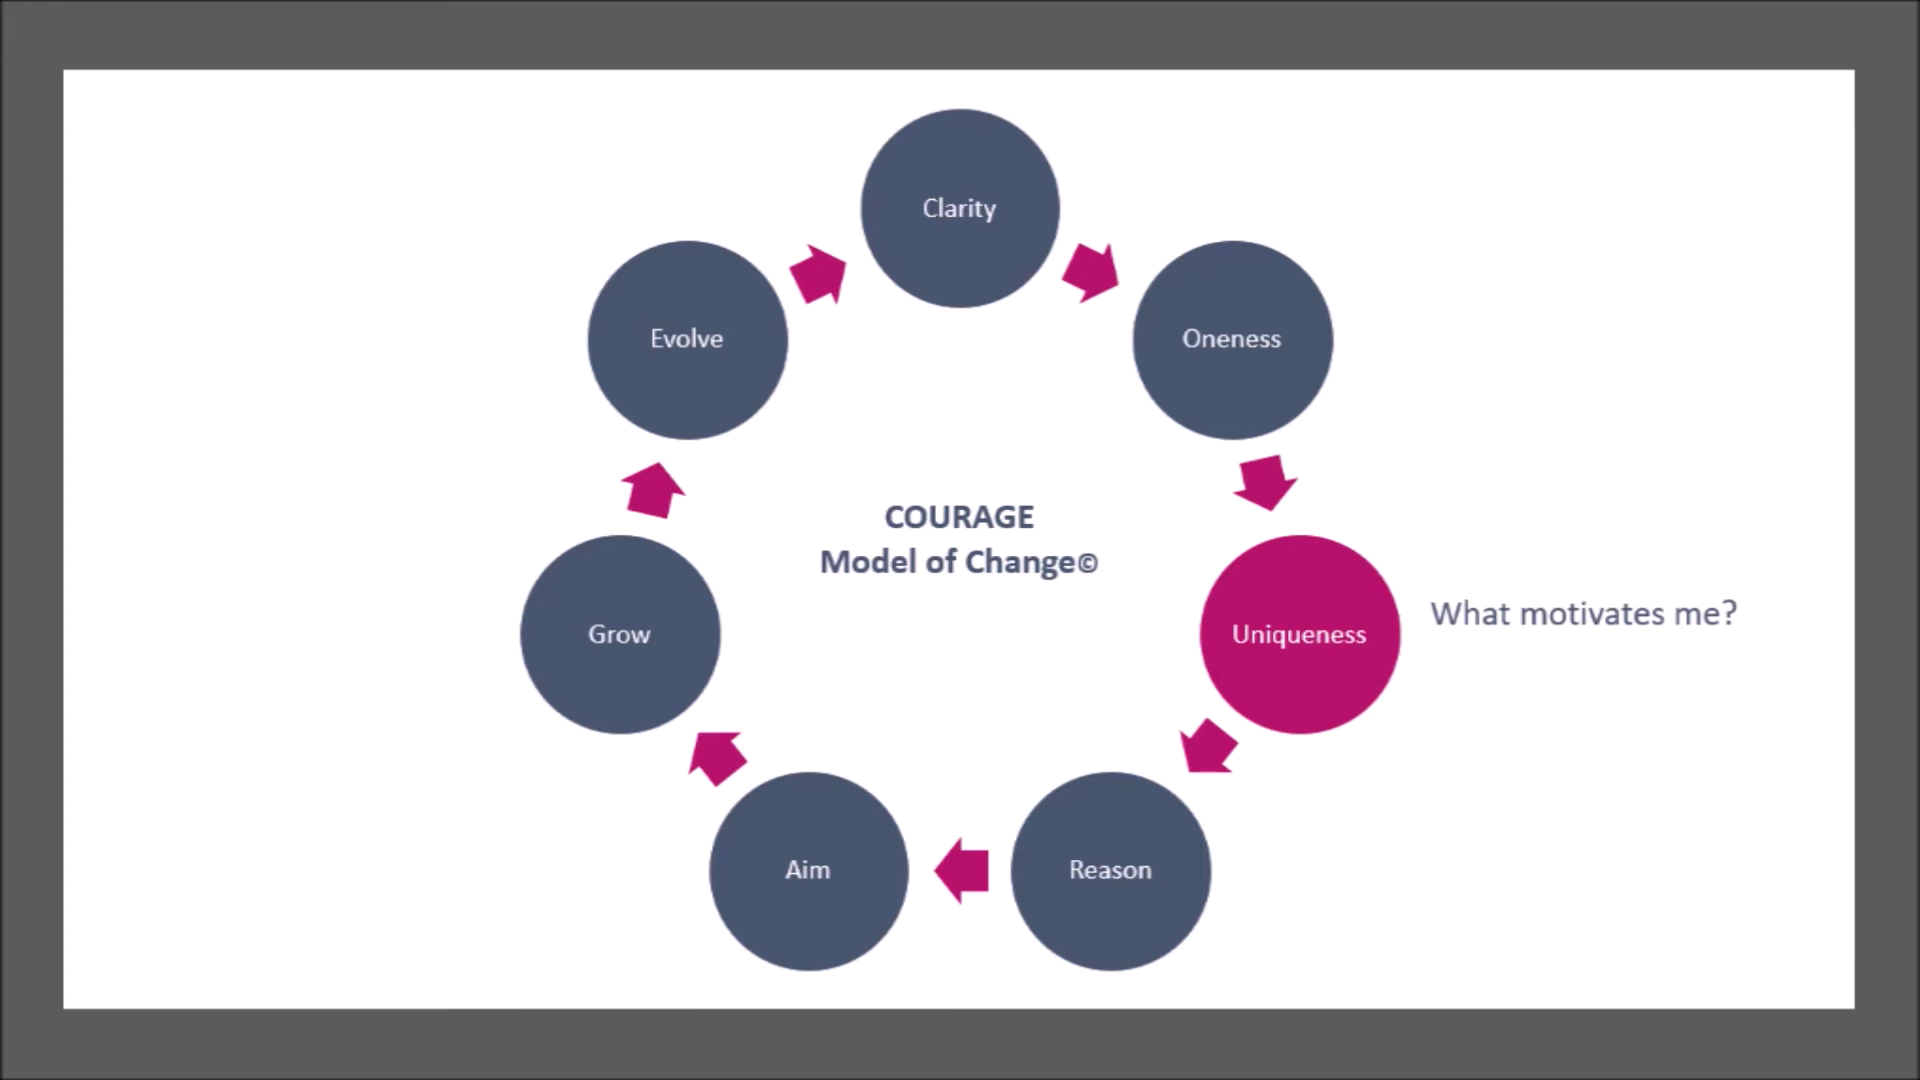 Clarity
Evolve
Oneness
COURAGE
Model of Change©
What motivates me?
Grow
Uniqueness
Aim
Reason